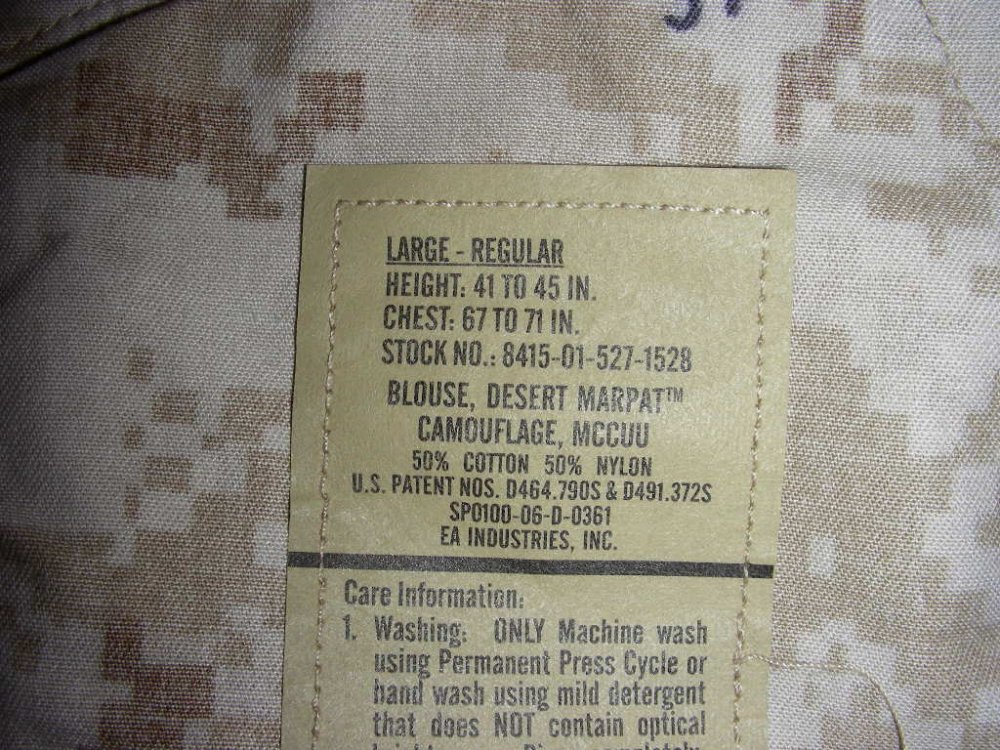 LARGE - REGULAR
HEIGHT: 41 TO 45 IN.
CHEST: 67 TO 71 IN.
STOCK NO.: 8415-01-527-1528
BLOUSE, DESERT MARPAT™
CAMOUFLAGE, MCCUU
50% COTTON 50% NYLON
U.S. PATENT NOS. D464.790S & D491.372S
SPO100-06-D-0361
EA INDUSTRIES, INC.
Care Information:
1. Washing: ONLY Machine wash
using Permanent Press Cycle or
hand wash using mild detergent
that does NOT contain optical